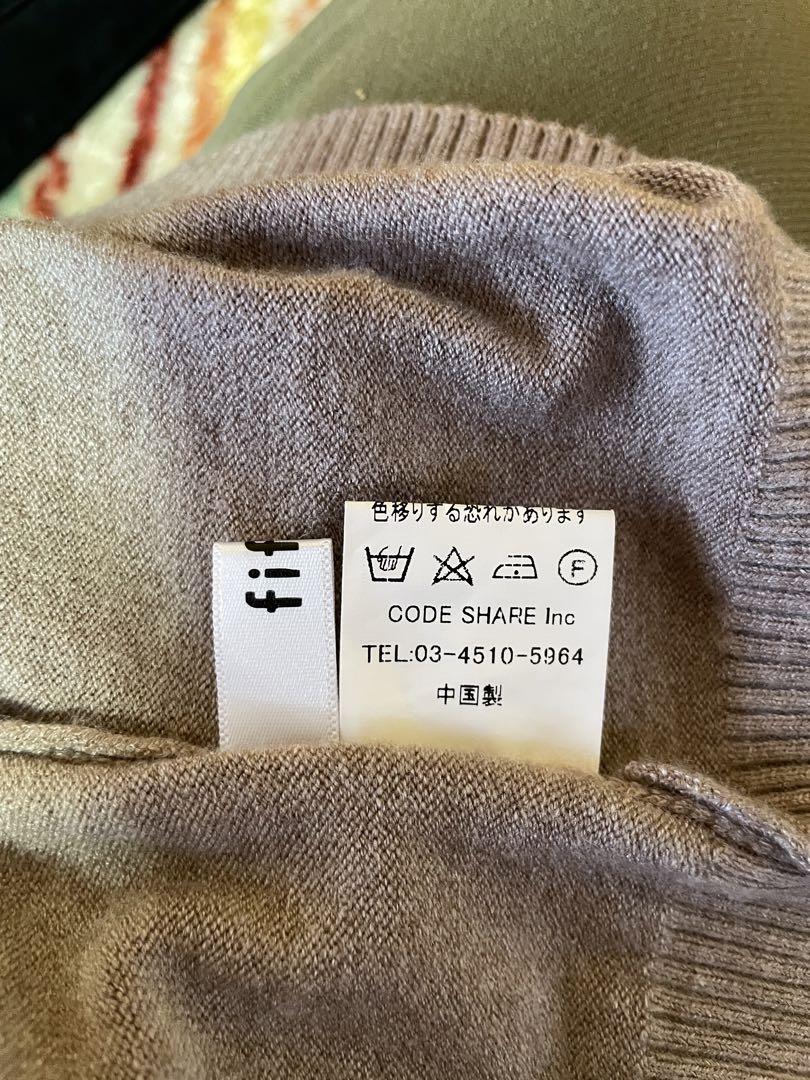 色移りする恐れがあります
F
CODE SHARE Inc
TEL:03-4510-5964
中国製
fif